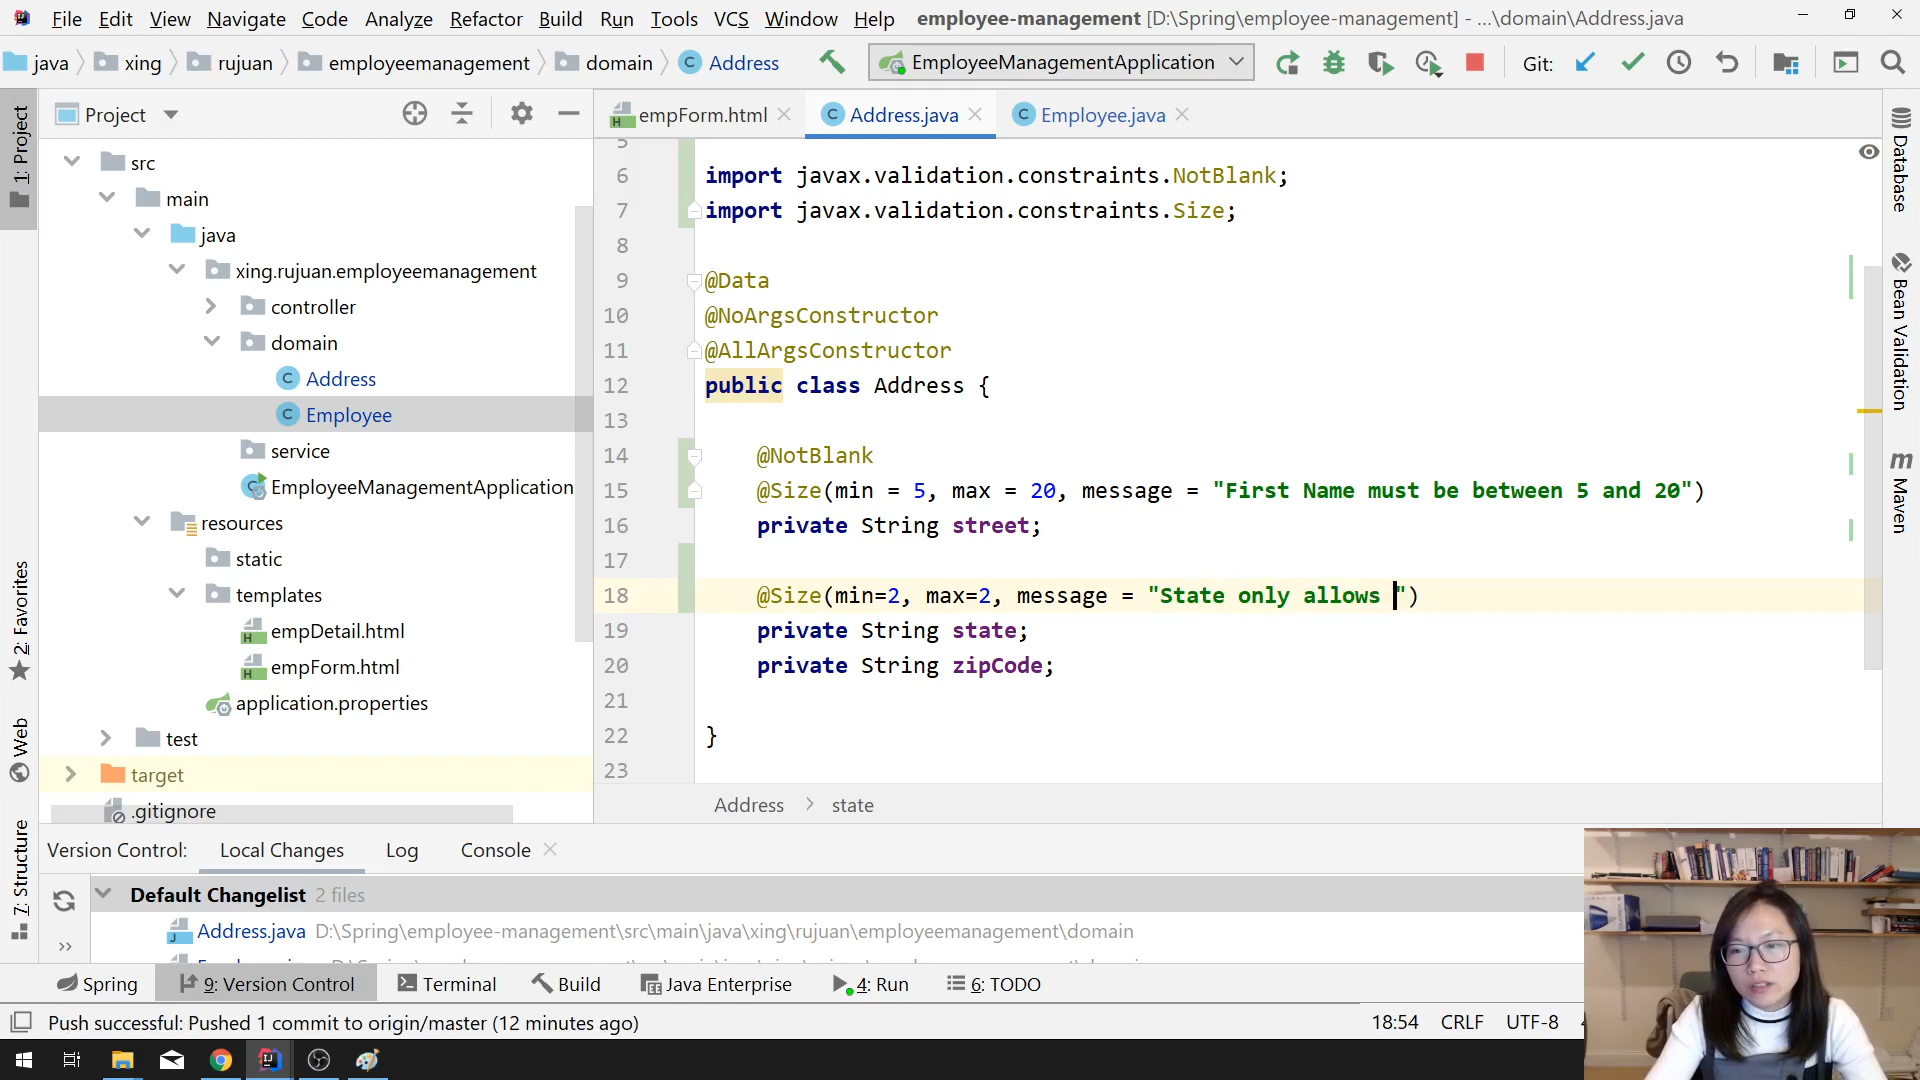 File Edit View Navigate Code Analyze Refactor Build Run Tools VCS Window Help employee-management [D:\Spring\employee-management] - ...\domain\Address.java
java xing rujuan employeemanagement domain Address EmployeeManagementApplication Git:
1: Project
2: Favorites
Web
7: Structure
Project
src
main
java
xing.rujuan.employeemanagement
controller
domain
Address
Employee
service
EmployeeManagementApplication
resources
static
templates
empDetail.html
empForm.html
application.properties
test
target
.gitignore
empForm.html Address.java Employee.java
5
6 import javax.validation.constraints.NotBlank;
7 import javax.validation.constraints.Size;
8
9 @Data
10 @NoArgsConstructor
11 @AllArgsConstructor
12 public class Address {
13
14 @NotBlank
15 @Size(min = 5, max = 20, message = "First Name must be between 5 and 20")
16 private String street;
17
18 @Size(min=2, max=2, message = "State only allows ")
19 private String state;
20 private String zipCode;
21
22 }
23
Address state
Database
Bean Validation
Maven
Version Control: Local Changes Log Console
Default Changelist 2 files
Address.java D:\Spring\employee-management\src\main\java\xing\rujuan\employeemanagement\domain
Spring 9: Version Control Terminal Build Java Enterprise 4: Run 6: TODO
Push successful: Pushed 1 commit to origin/master (12 minutes ago) 18:54 CRLF UTF-8